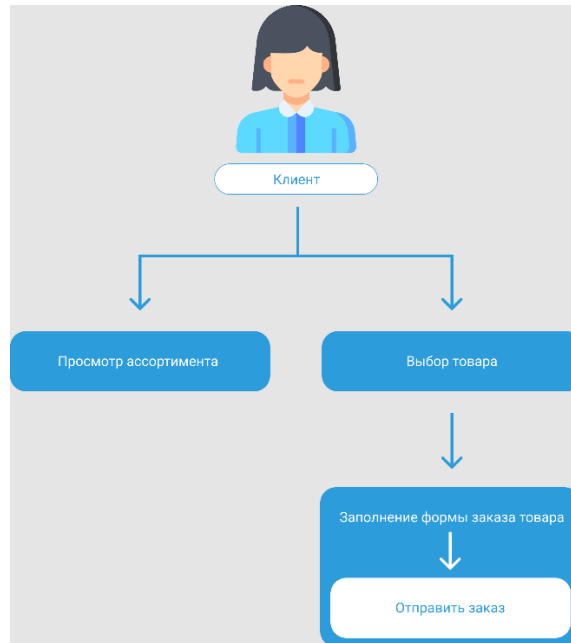 Клиент
Просмотр ассортимента
Выбор товара
Заполнение формы заказа товара
Отправить заказ